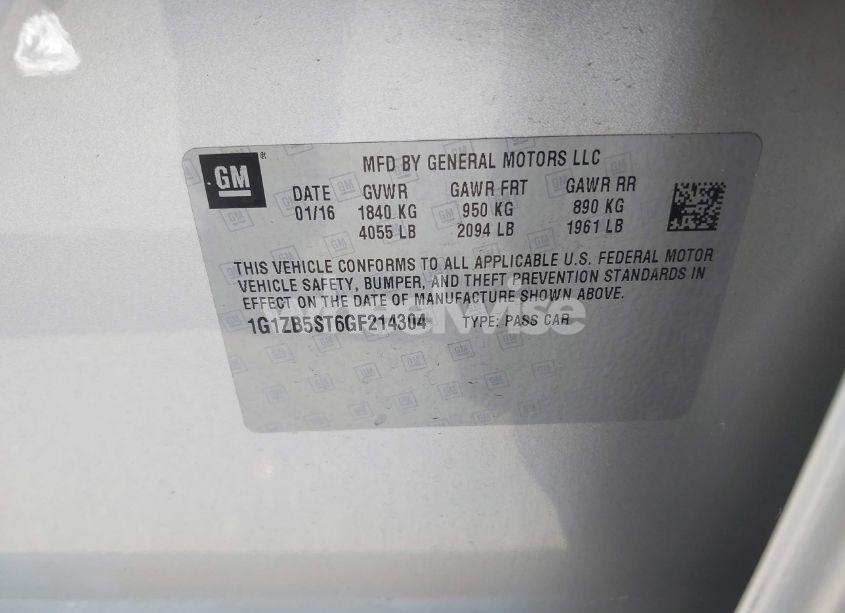 GM
MFD BY GENERAL MOTORS LLC
DATE GVWR GAWR FRT GAWR RR
01/16 1840 KG 950 KG 890 KG
4055 LB 2094 LB 1961 LB
THIS VEHICLE CONFORMS TO ALL APPLICABLE U.S. FEDERAL MOTOR
VEHICLE SAFETY, BUMPER, AND THEFT PREVENTION STANDARDS IN
EFFECT ON THE DATE OF MANUFACTURE SHOWN ABOVE.
1G1ZB5ST6GF214304 TYPE: PASS CAR